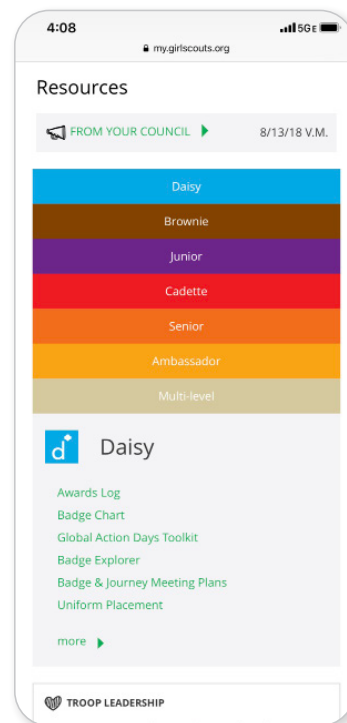 4:08
5GE
my.girlscouts.org
Resources
FROM YOUR COUNCIL
8/13/18 V.M.
Daisy
Brownie
Junior
Cadette
Senior
Ambassador
Multi-level
d
Daisy
Awards Log
Badge Chart
Global Action Days Toolkit
Badge Explorer
Badge & Journey Meeting Plans
Uniform Placement
more
TROOP LEADERSHIP